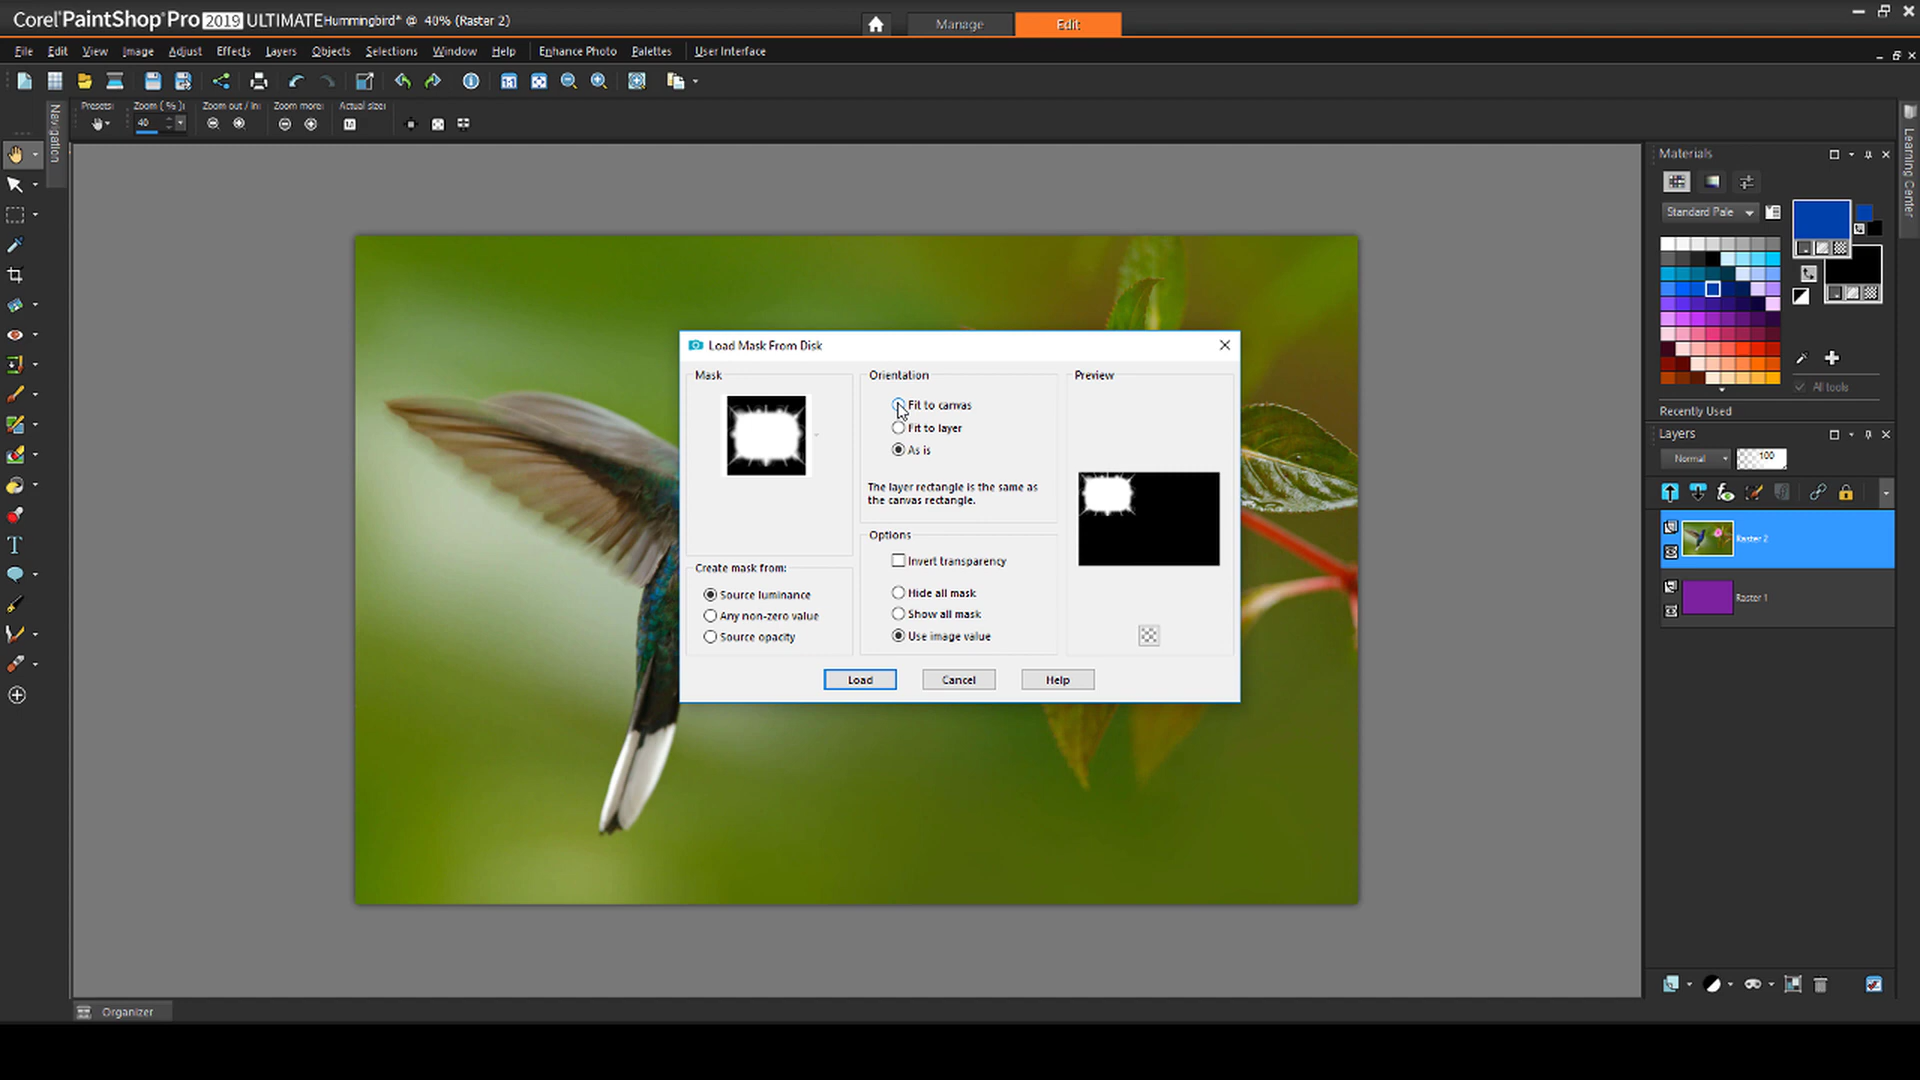 Corel PaintShop Pro 2019 ULTIMATE Hummingbird* @ 40% (Raster 2)
Manage
Edit
File Edit View Image Adjust Effects Layers Objects Selections Window Help Enhance Photo Palettes User Interface
Presets: Zoom (%): Zoom out / in: Zoom more: Actual size:
40
Navigation
Materials
Standard Pale
All tools
Recently Used
Learning Center
Layers
Normal 100
Raster 2
Raster 1
Load Mask From Disk
Mask
Create mask from:
Source luminance
Any non-zero value
Source opacity
Orientation
Fit to canvas
Fit to layer
As is
The layer rectangle is the same as
the canvas rectangle.
Options
Invert transparency
Hide all mask
Show all mask
Use image value
Preview
Load Cancel Help
Organizer